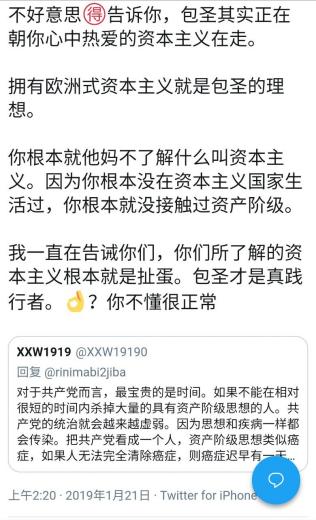 不好意思🉐告诉你，包圣其实正在
朝你心中热爱的资本主义在走。
拥有欧洲式资本主义就是包圣的理
想。
你根本就他妈不了解什么叫资本主
义。因为你根本没在资本主义国家生
活过，你根本就没接触过资产阶级。
我一直在告诫你们，你们所了解的资
本主义根本就是扯蛋。包圣才是真践
行者。👌？你不懂很正常
XXW1919 @XXW19190
回复 @rinimabi2jiba
对于共产党而言，最宝贵的是时间。如果不能在相对
很短的时间内杀掉大量的具有资产阶级思想的人。共
产党的统治就会越来越虚弱。因为思想和疾病一样都
会传染。把共产党看成一个人，资产阶级思想类似癌
症，如果人无法完全清除癌症，则癌症迟早有一天…
上午2:20 · 2019年1月21日 · Twitter for iPhone